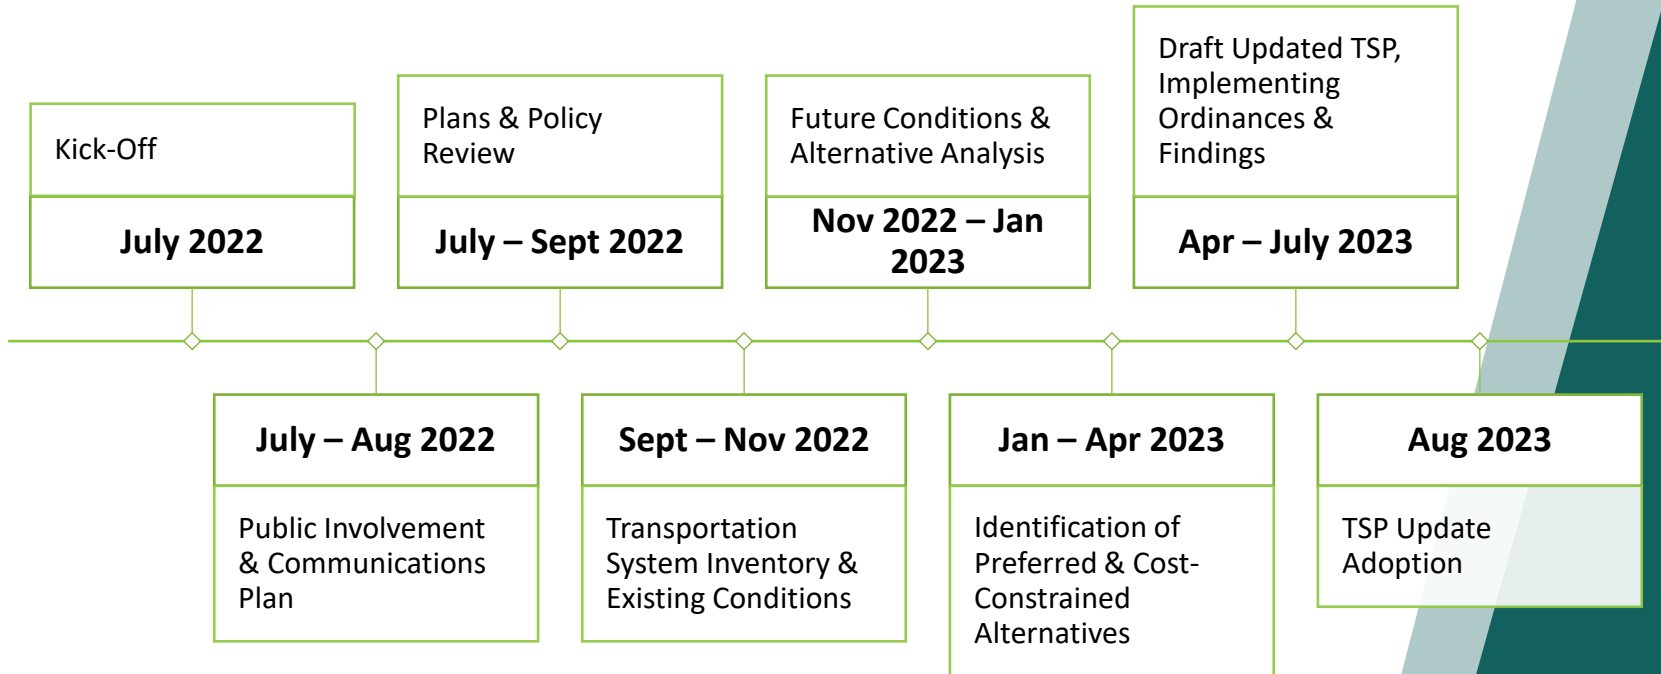 Kick-Off
July 2022
July – Aug 2022
Public Involvement
& Communications
Plan
Plans & Policy
Review
July – Sept 2022
Sept – Nov 2022
Transportation
System Inventory &
Existing Conditions
Future Conditions &
Alternative Analysis
Nov 2022 – Jan
2023
Jan – Apr 2023
Identification of
Preferred & Cost-
Constrained
Alternatives
Draft Updated TSP,
Implementing
Ordinances &
Findings
Apr – July 2023
Aug 2023
TSP Update
Adoption